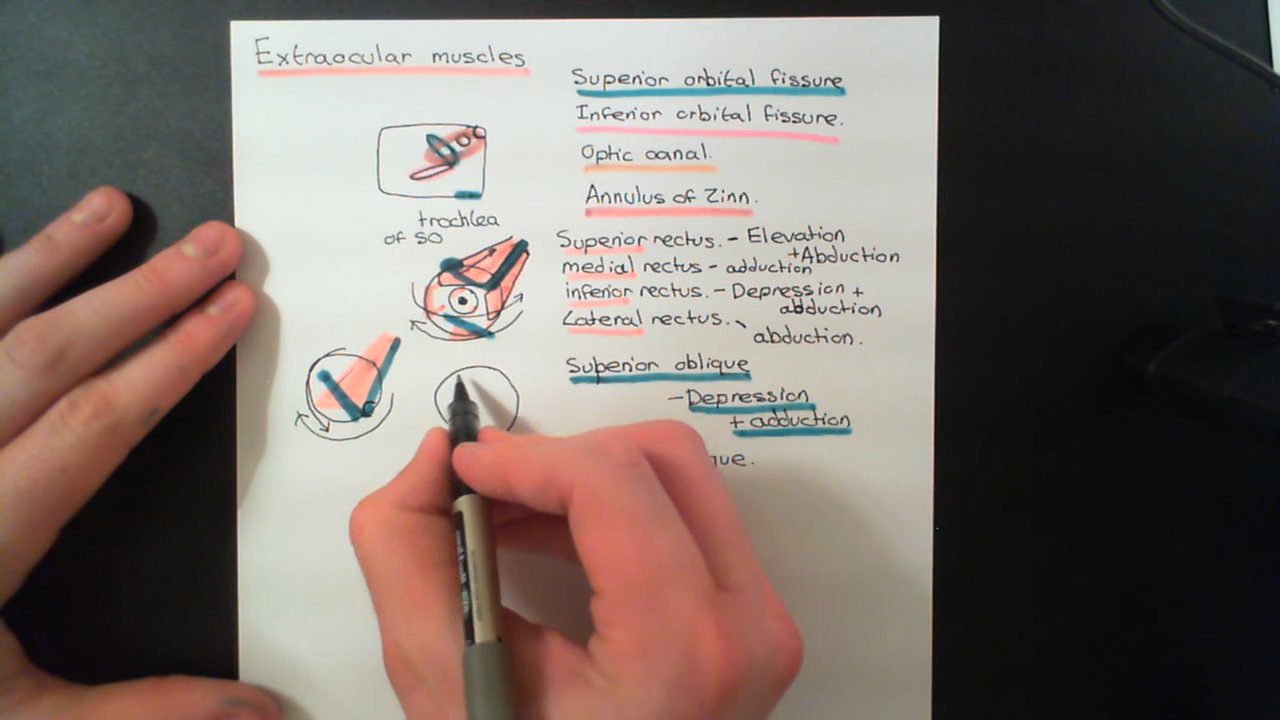 Extraocular muscles
Superior orbital fissure
Inferior orbital fissure.
Optic canal.
Annulus of Zinn.
trochlea
of SO
Superior rectus. - Elevation
+Abduction
medial rectus - adduction
inferior rectus. - Depression +
abduction
Lateral rectus.
abduction.
Superior oblique
- Depression
+ adduction